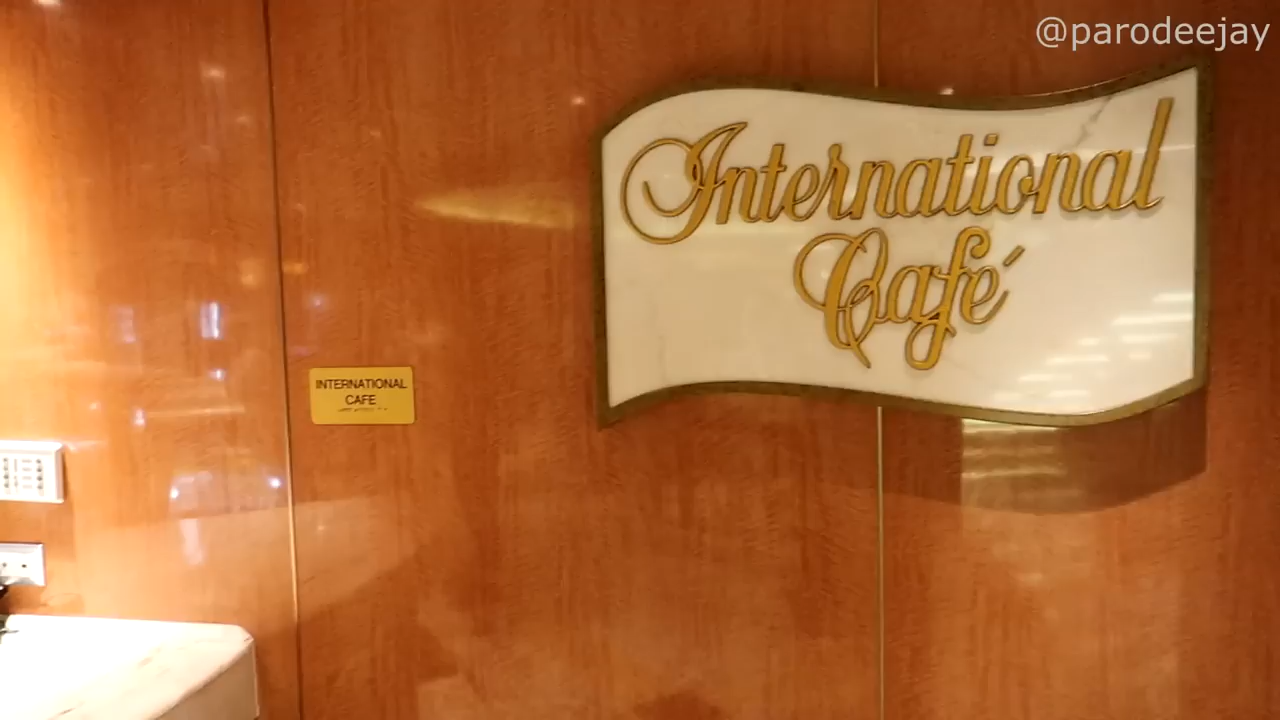 @parodeejay
International
Café
INTERNATIONAL
CAFE